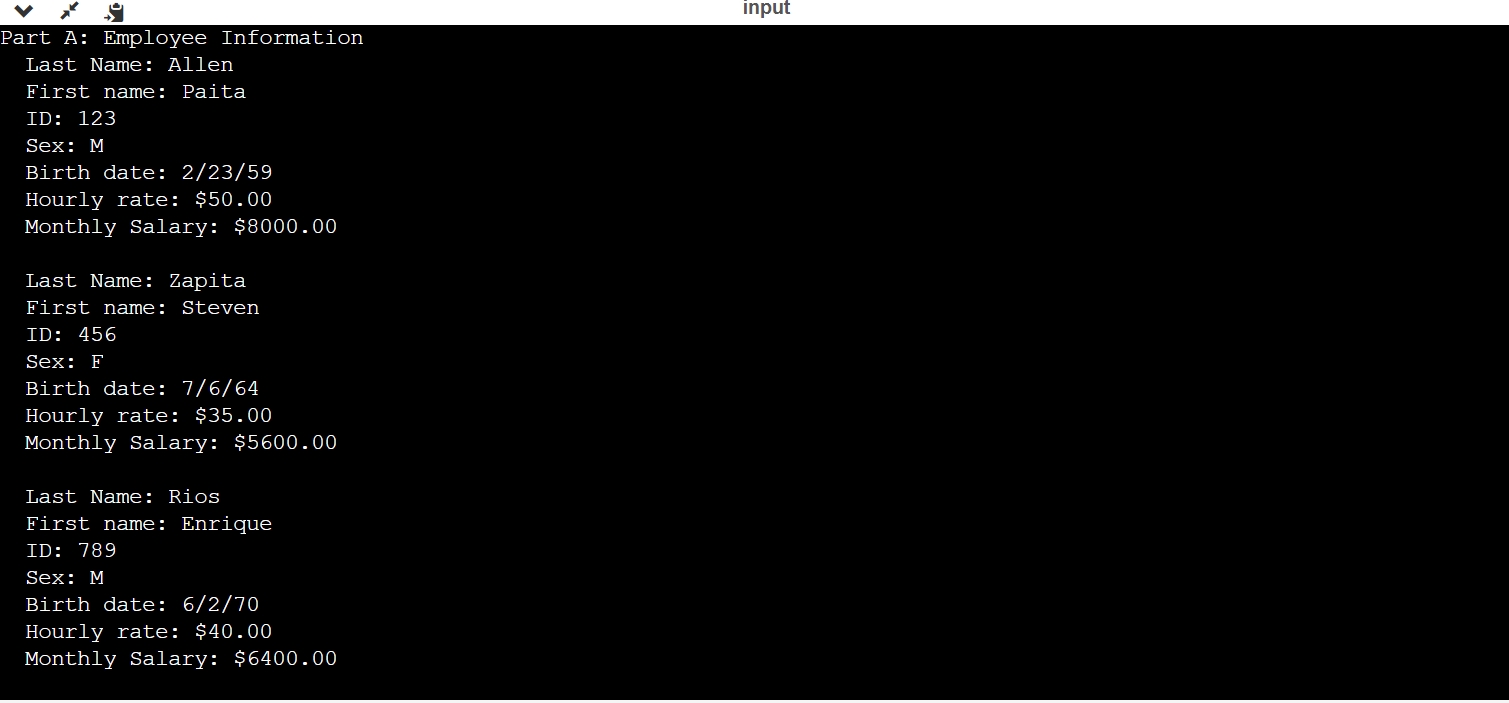 input
Part A: Employee Information
Last Name: Allen
First name: Paita
ID: 123
Sex: M
Birth date: 2/23/59
Hourly rate: $50.00
Monthly Salary: $8000.00
Last Name: Zapita
First name: Steven
ID: 456
Sex: F
Birth date: 7/6/64
Hourly rate: $35.00
Monthly Salary: $5600.00
Last Name: Rios
First name: Enrique
ID: 789
Sex: M
Birth date: 6/2/70
Hourly rate: $40.00
Monthly Salary: $6400.00